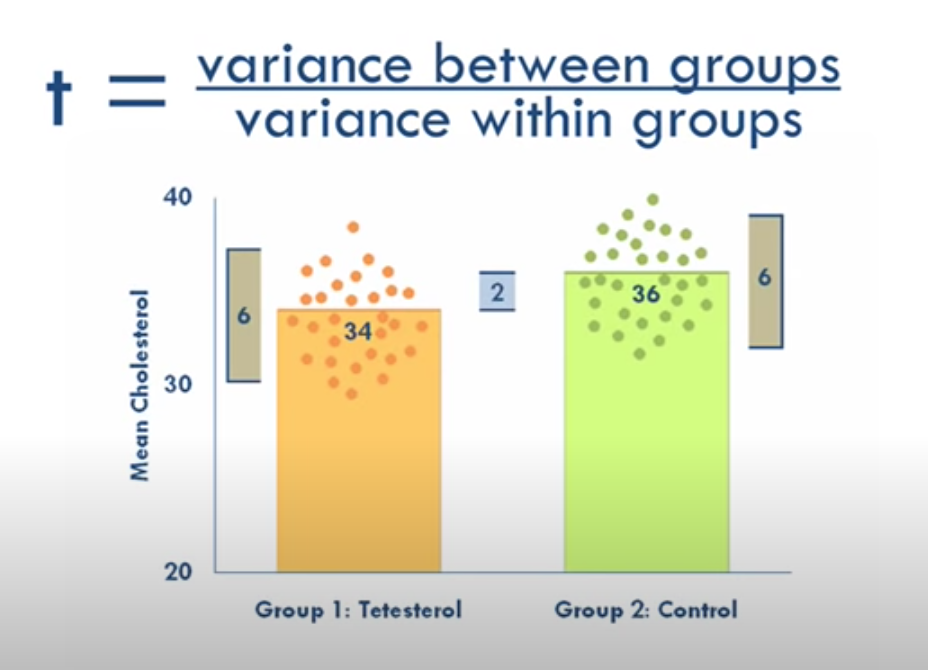 t = variance between groups
variance within groups
40
30
20
Mean Cholesterol
6
34
2
36
6
Group 1: Tetesterol
Group 2: Control